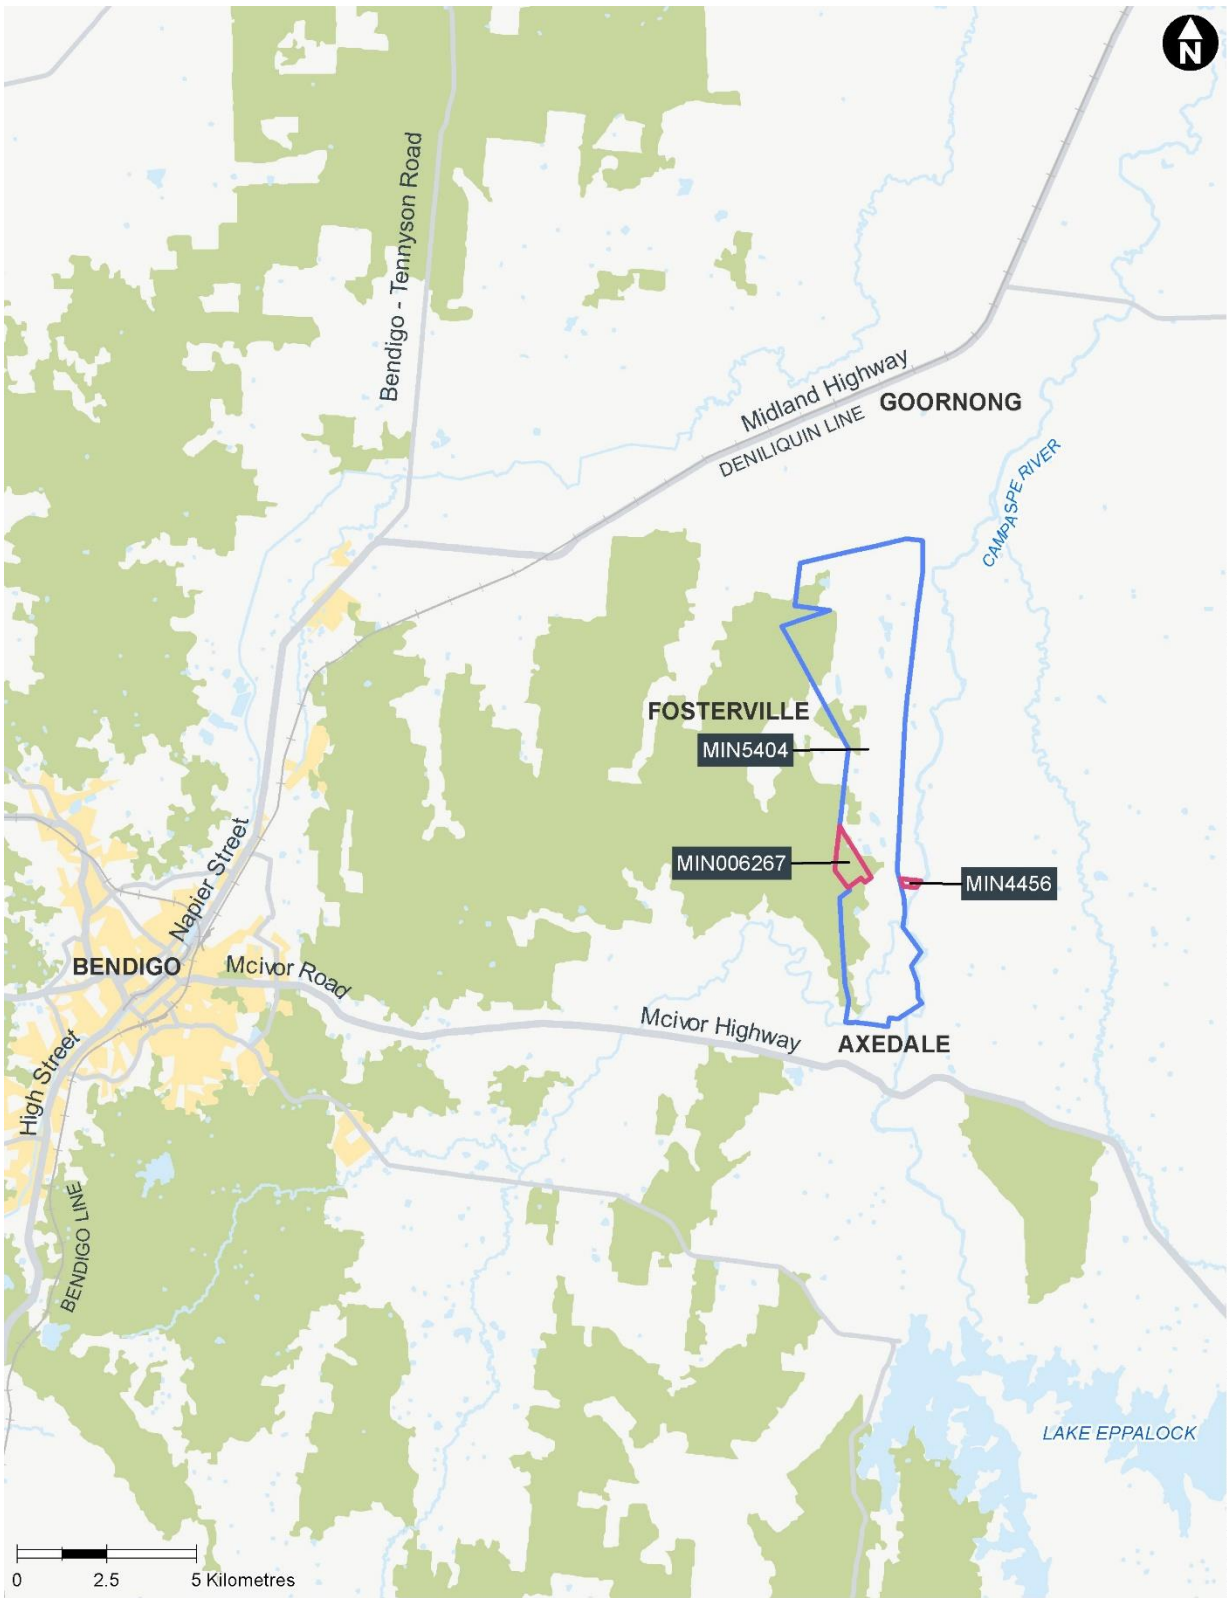 N
Bendigo - Tennyson Road
Midland Highway
GOORNONG
DENILIQUIN LINE
CAMPASPE RIVER
FOSTERVILLE
MIN5404
MIN006267
MIN4456
Napier Street
BENDIGO
Mcivor Road
Mcivor Highway
AXEDALE
High Street
BENDIGO LINE
LAKE EPPALOCK
0 2.5 5 Kilometres